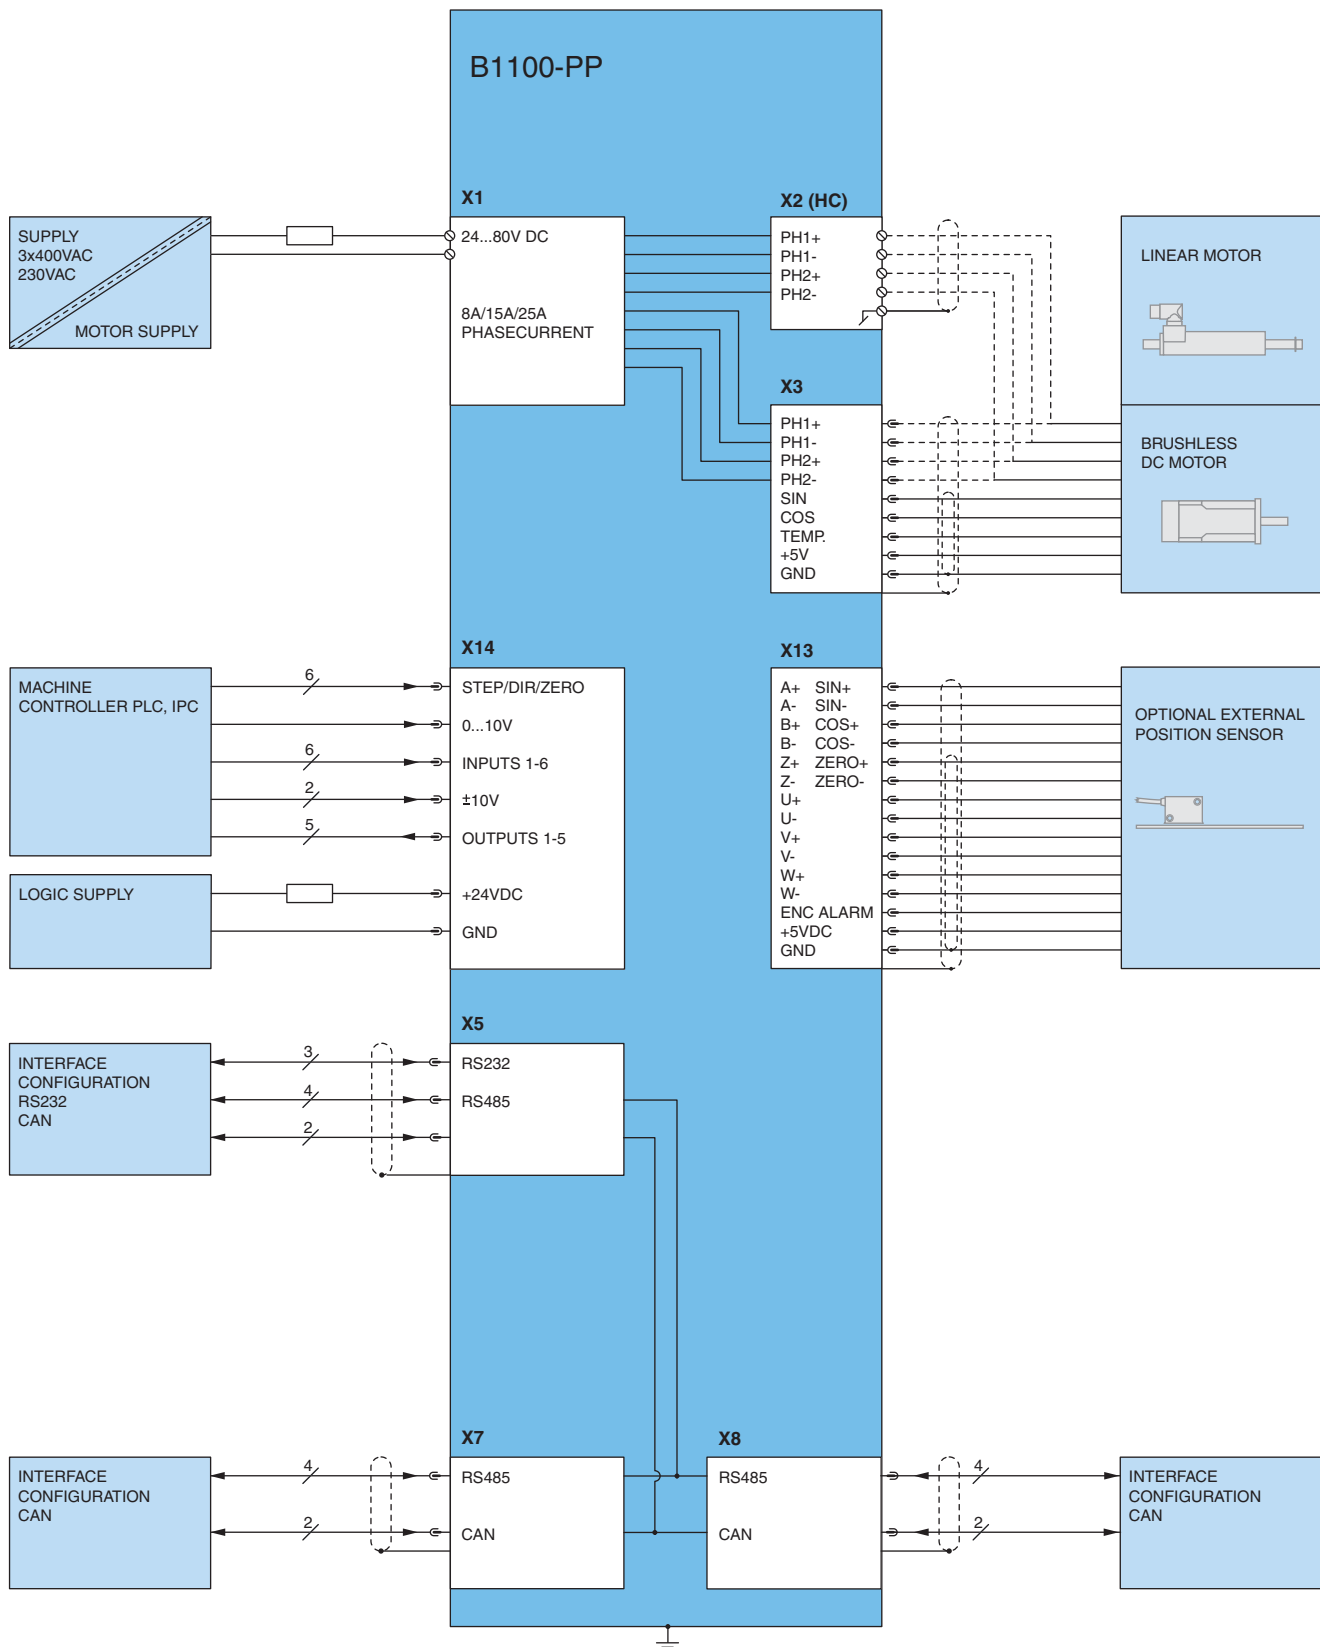 B1100-PP
X1
X2 (HC)
SUPPLY
3x400VAC
230VAC
MOTOR SUPPLY
24...80V DC
8A/15A/25A
PHASECURRENT
PH1+
PH1-
PH2+
PH2-
LINEAR MOTOR
X3
PH1+
PH1-
PH2+
PH2-
SIN
COS
TEMP.
+5V
GND
BRUSHLESS
DC MOTOR
X14
X13
MACHINE
CONTROLLER PLC, IPC
6
STEP/DIR/ZERO
0...10V
6
INPUTS 1-6
2
±10V
5
OUTPUTS 1-5
LOGIC SUPPLY
+24VDC
GND
A+ SIN+
A- SIN-
B+ COS+
B- COS-
Z+ ZERO+
Z- ZERO-
U+
U-
V+
V-
W+
W-
ENC ALARM
+5VDC
GND
OPTIONAL EXTERNAL
POSITION SENSOR
X5
INTERFACE
CONFIGURATION
RS232
CAN
3
RS232
4
RS485
2
X7
X8
INTERFACE
CONFIGURATION
CAN
4
RS485
2
CAN
RS485
4
CAN
2
INTERFACE
CONFIGURATION
CAN